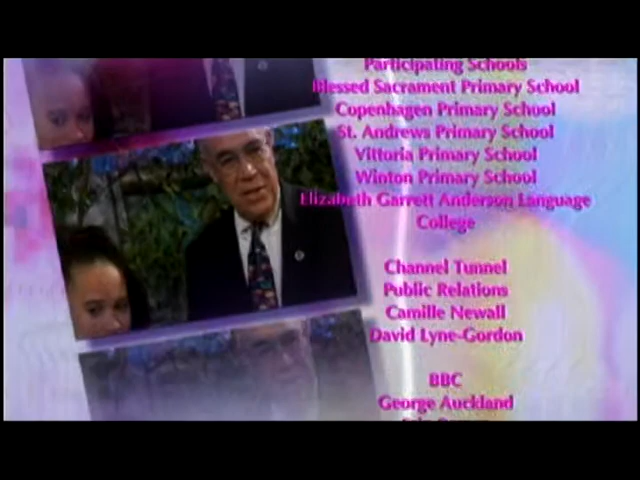 Participating Schools
Blessed Sacrament Primary School
Copenhagen Primary School
St. Andrews Primary School
Vittoria Primary School
Winton Primary School
Elizabeth Garrett Anderson Language
College
Channel Tunnel
Public Relations
Camille Newall
David Lyne-Gordon
BBC
George Auckland